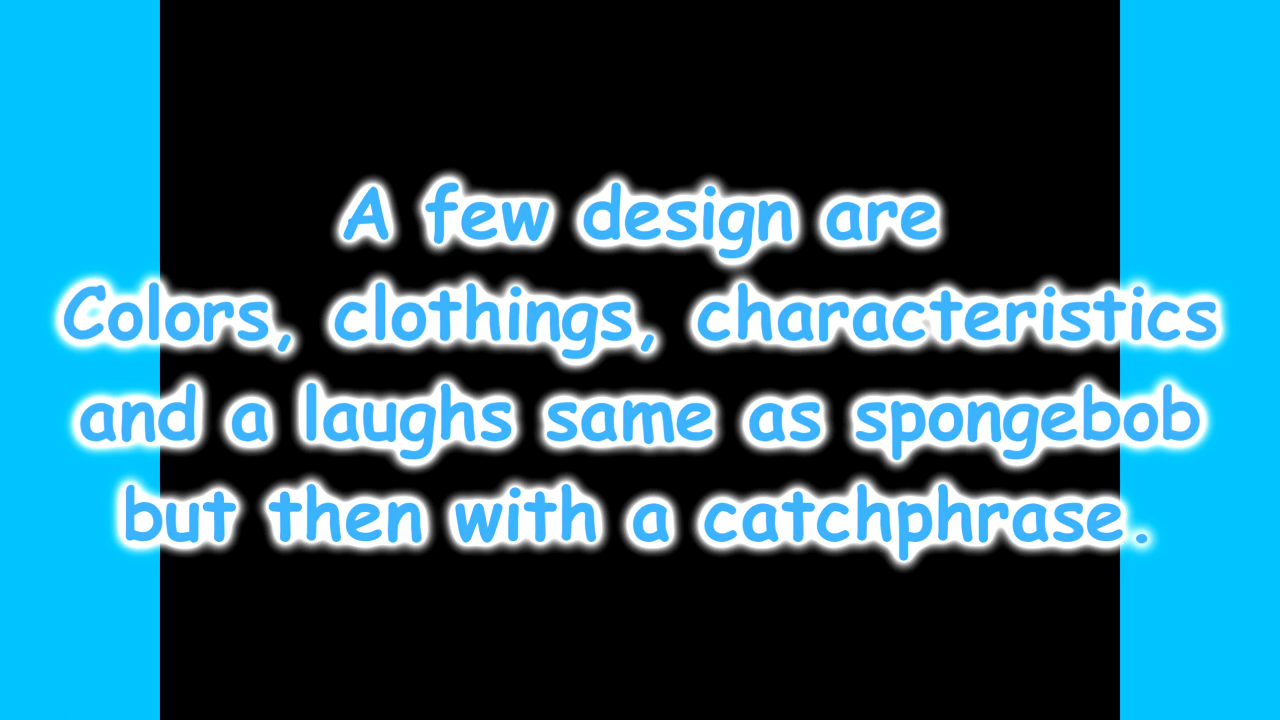 A few design are
Colors, clothings, characteristics
and a laughs same as spongebob
but then with a catchphrase.